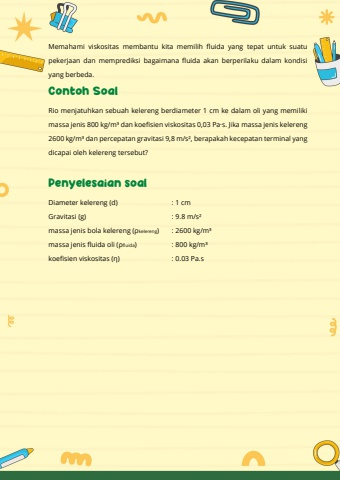 Memahami viskositas membantu kita memilih fluida yang tepat untuk suatu
pekerjaan dan memprediksi bagaimana fluida akan berperilaku dalam kondisi
yang berbeda.
Contoh Soal
Rio menjatuhkan sebuah kelereng berdiameter 1 cm ke dalam oli yang memiliki
massa jenis 800 kg/m³ dan koefisien viskositas 0,03 Pa·s. Jika massa jenis kelereng
2600 kg/m³ dan percepatan gravitasi 9,8 m/s², berapakah kecepatan terminal yang
dicapai oleh kelereng tersebut?
Penyelesaian soal
Diameter kelereng (d) : 1 cm
Gravitasi (g) : 9.8 m/s²
massa jenis bola kelereng (ρkelereng) : 2600 kg/m³
massa jenis fluida oli (ρfluida) : 800 kg/m³
koefisien viskositas (η) : 0.03 Pa.s